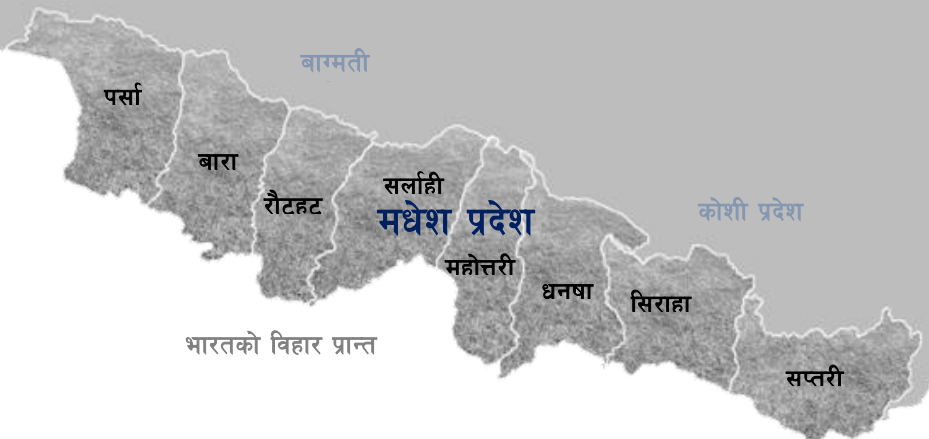 बाग्मती
पर्सा
बारा
सर्लाही
रौटहट
मधेश प्रदेश
कोशी प्रदेश
महोत्तरी
धनषा
सिराहा
भारतको विहार प्रान्त
सप्तरी